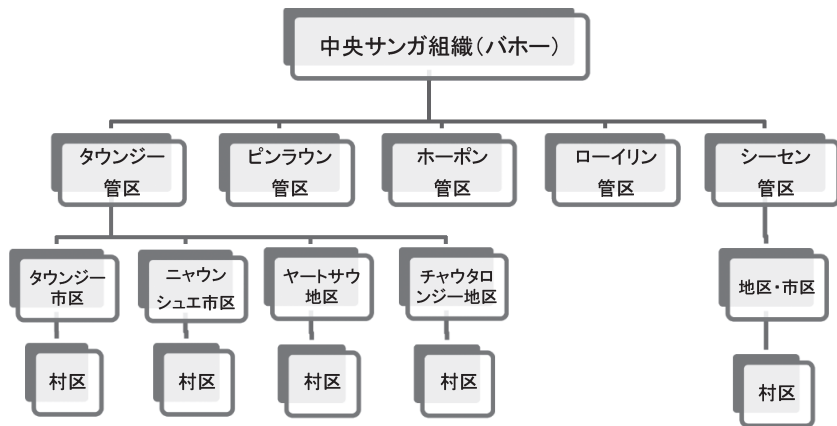 中央サンガ組織(バホー)
タウンジー
管区
ピンラウン
管区
ホーポン
管区
ローイリン
管区
シーセン
管区
タウンジー
市区
ニャウン
シュエ市区
ヤートサウ
地区
チャウタロ
ンジー地区
地区・市区
村区
村区
村区
村区
村区